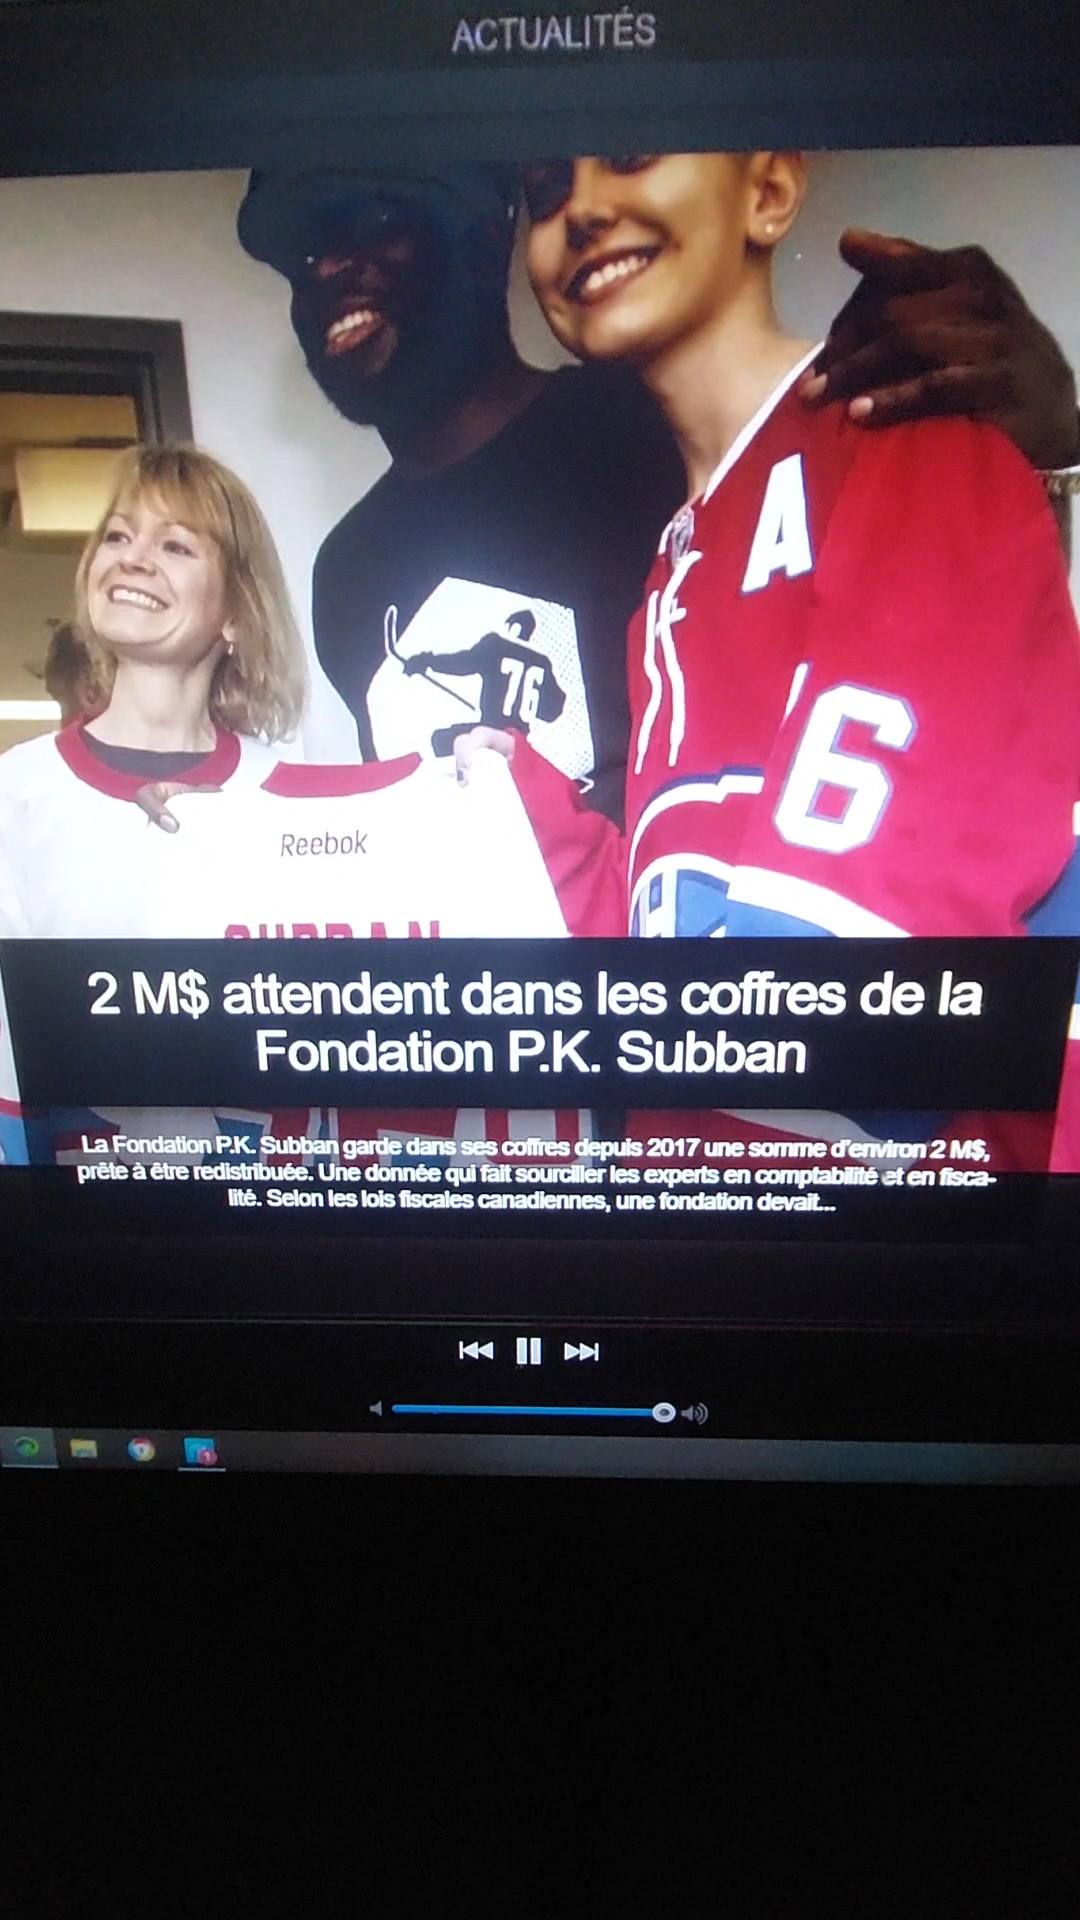 ACTUALITÉS
A
76
6
Reebok
SUBBAN
2 M$ attendent dans les coffres de la
Fondation P.K. Subban
La Fondation P.K. Subban garde dans ses coffres depuis 2017 une somme d'environ 2 M$,
prête à être redistribuée. Une donnée qui fait sourciller les experts en comptabilité et en fisca-
lité. Selon les lois fiscales canadiennes, une fondation devait...